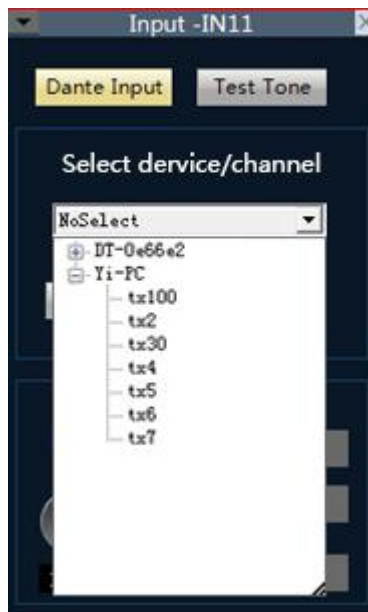 Input -IN11
Dante Input Test Tone
Select dervice/channel
NoSelect
DT-0e66e2
Yi-PC
tx100
tx2
tx30
tx4
tx5
tx6
tx7